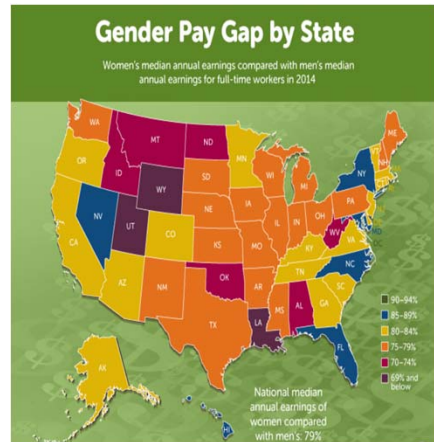 Gender Pay Gap by State
Women's median annual earnings compared with men's median
annual earnings for full-time workers in 2014
WA
MT
ND
MN
ME
OR
ID
SD
WI
MI
NY
NH
WY
NE
IA
PA
NV
UT
CO
IL
IN
OH
WV
VA
CA
KS
MO
KY
NC
AZ
NM
OK
AR
TN
SC
TX
LA
MS
AL
GA
FL
AK
HI
90–94%
85–89%
80–84%
75–79%
70–74%
69% and
below
National median
annual earnings of
women compared
with men's: 79%